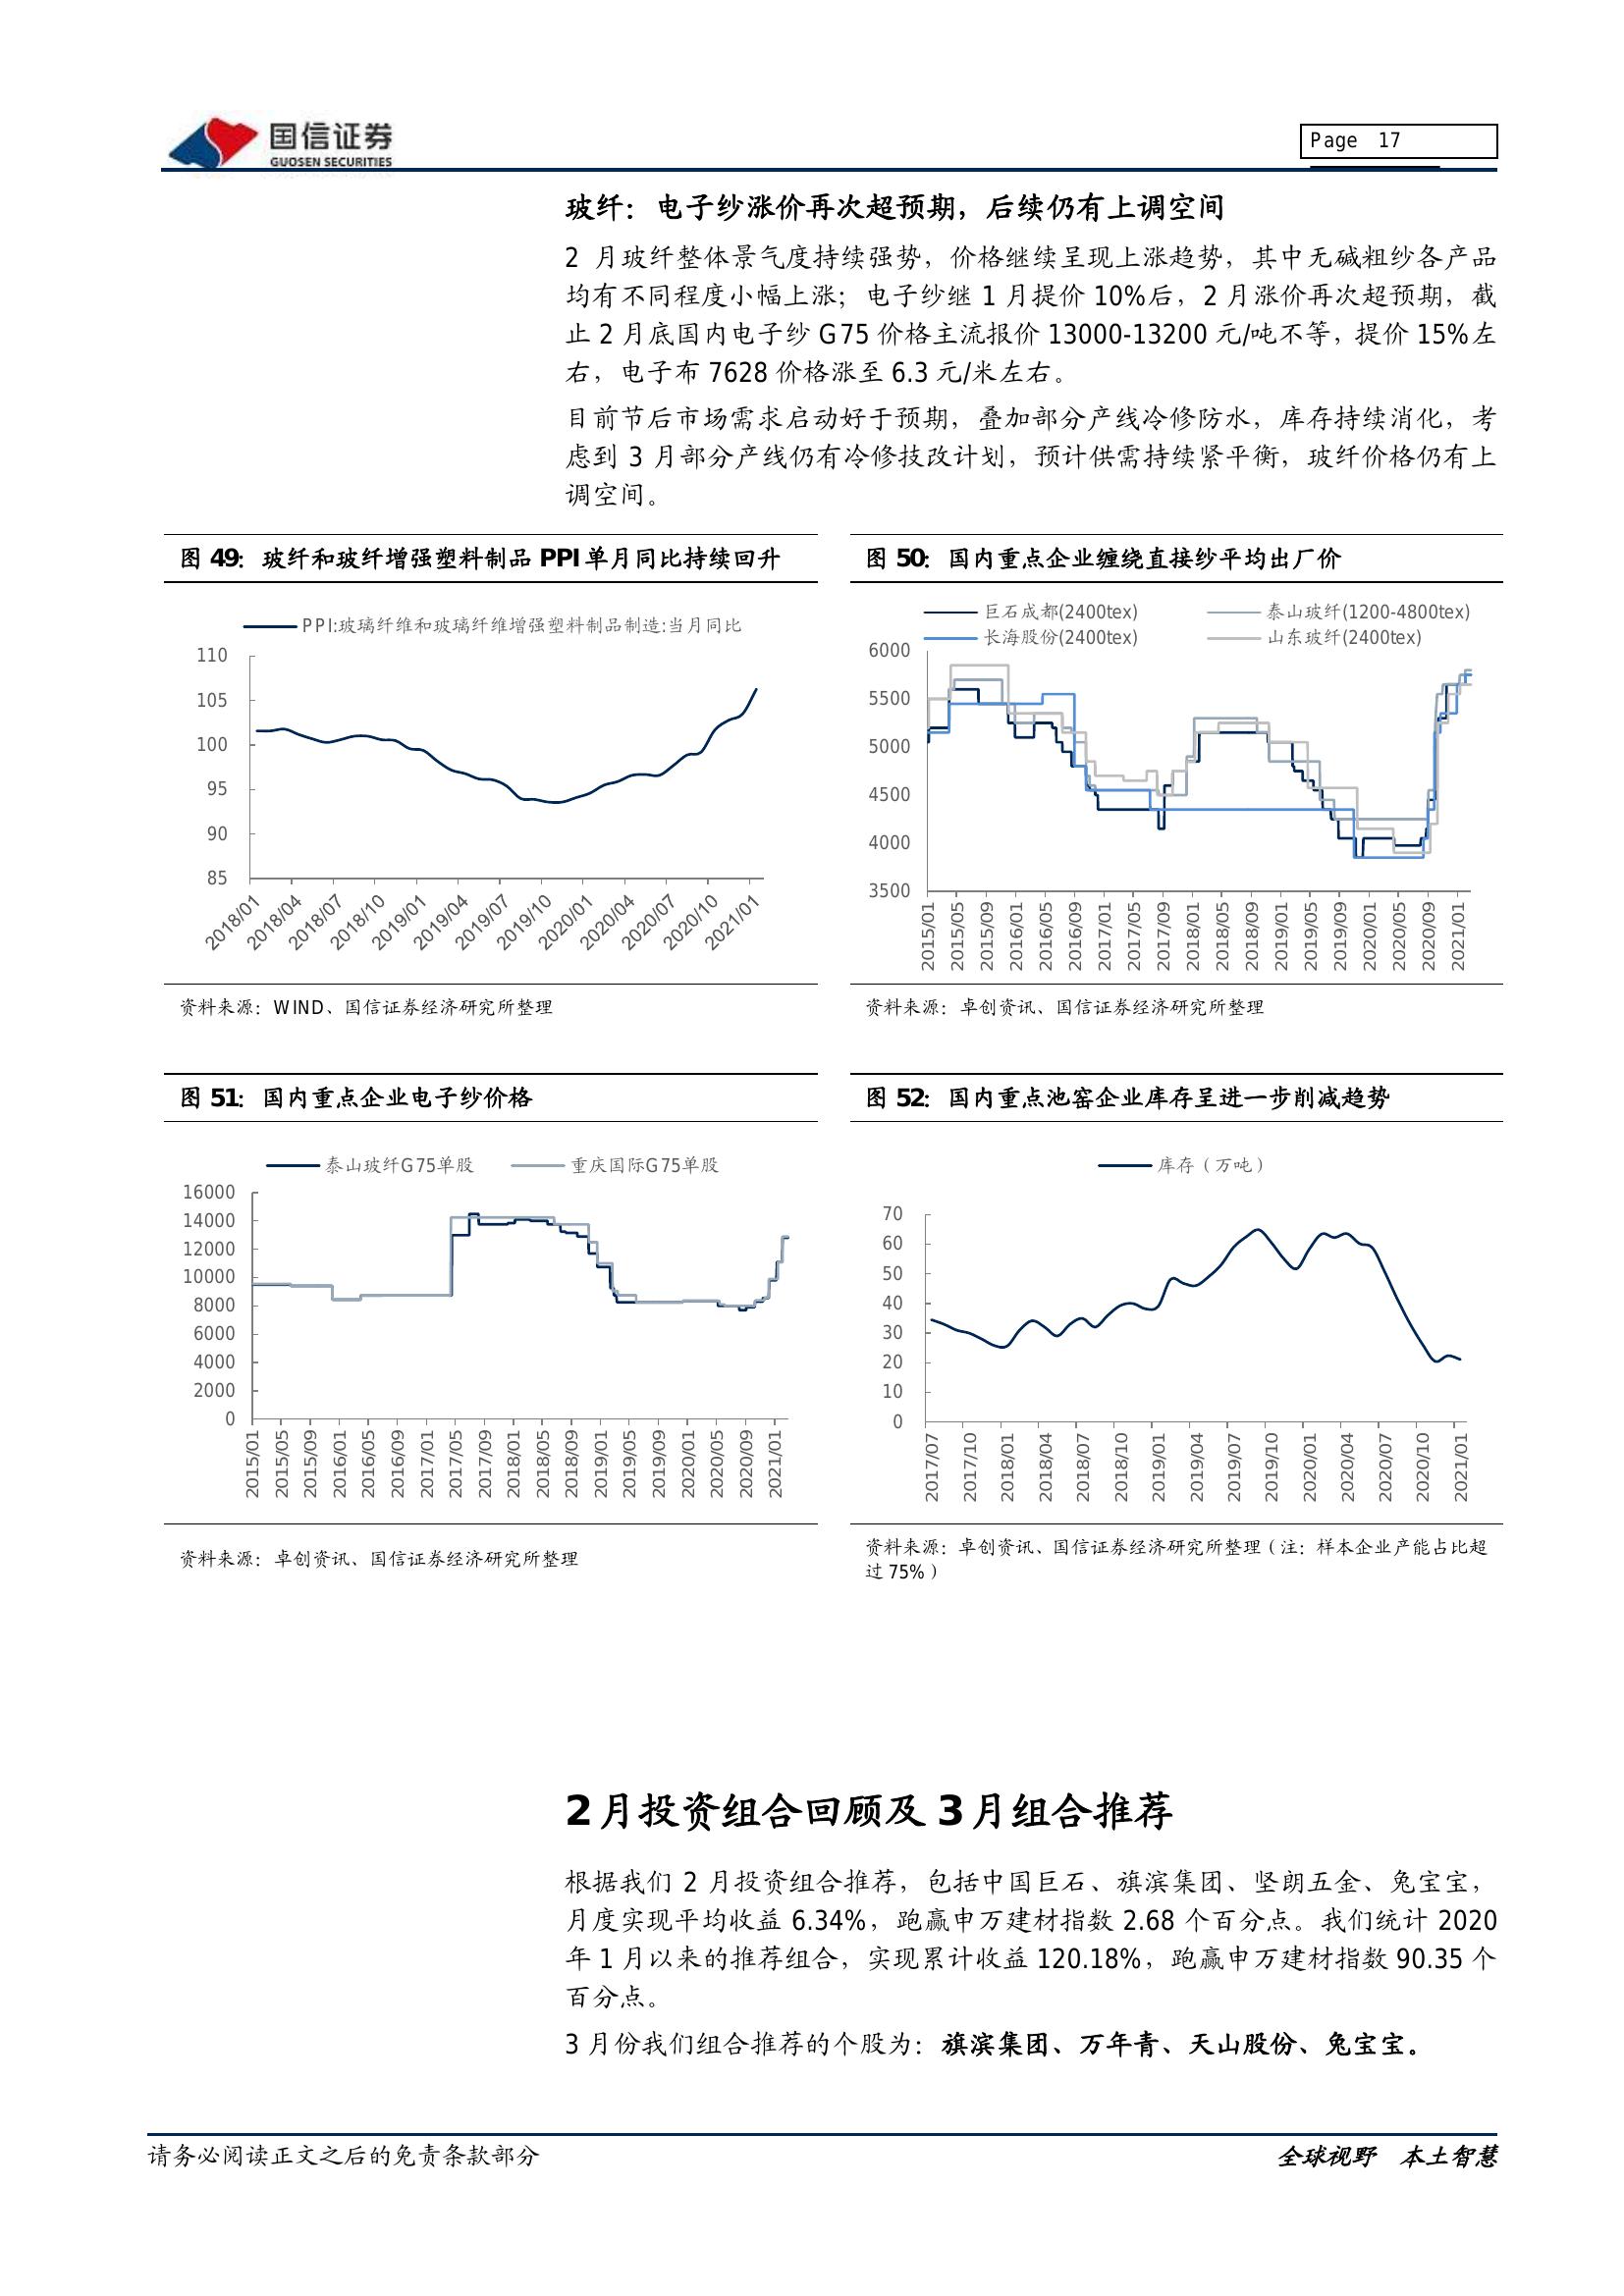 国信证券
GUOSEN SECURITIES
Page 17
玻纤：电子纱涨价再次超预期，后续仍有上调空间
2 月玻纤整体景气度持续强势，价格继续呈现上涨趋势，其中无碱粗纱各产品
均有不同程度小幅上涨；电子纱继 1 月提价 10%后，2 月涨价再次超预期，截
止 2 月底国内电子纱 G75 价格主流报价 13000-13200 元/吨不等，提价 15%左
右，电子布 7628 价格涨至 6.3 元/米左右。
目前节后市场需求启动好于预期，叠加部分产线冷修防水，库存持续消化，考
虑到 3 月部分产线仍有冷修技改计划，预计供需持续紧平衡，玻纤价格仍有上
调空间。
图 49：玻纤和玻纤增强塑料制品 PPI 单月同比持续回升
PPI:玻璃纤维和玻璃纤维增强塑料制品制造:当月同比
110
105
100
95
90
85
2018/01 2018/04 2018/07 2018/10 2019/01 2019/04 2019/07 2019/10 2020/01 2020/04 2020/07 2020/10 2021/01
资料来源：WIND、国信证券经济研究所整理
图 50：国内重点企业缠绕直接纱平均出厂价
巨石成都(2400tex) 泰山玻纤(1200-4800tex)
长海股份(2400tex) 山东玻纤(2400tex)
6000
5500
5000
4500
4000
3500
2015/01 2015/05 2015/09 2016/01 2016/05 2016/09 2017/01 2017/05 2017/09 2018/01 2018/05 2018/09 2019/01 2019/05 2019/09 2020/01 2020/05 2020/09 2021/01
资料来源：卓创资讯、国信证券经济研究所整理
图 51：国内重点企业电子纱价格
泰山玻纤G75单股 重庆国际G75单股
16000
14000
12000
10000
8000
6000
4000
2000
0
2015/01 2015/05 2015/09 2016/01 2016/05 2016/09 2017/01 2017/05 2017/09 2018/01 2018/05 2018/09 2019/01 2019/05 2019/09 2020/01 2020/05 2020/09 2021/01
资料来源：卓创资讯、国信证券经济研究所整理
图 52：国内重点池窑企业库存呈进一步削减趋势
库存（万吨）
70
60
50
40
30
20
10
0
2017/07 2017/10 2018/01 2018/04 2018/07 2018/10 2019/01 2019/04 2019/07 2019/10 2020/01 2020/04 2020/07 2020/10 2021/01
资料来源：卓创资讯、国信证券经济研究所整理（注：样本企业产能占比超
过 75%）
2 月投资组合回顾及 3 月组合推荐
根据我们 2 月投资组合推荐，包括中国巨石、旗滨集团、坚朗五金、兔宝宝，
月度实现平均收益 6.34%，跑赢申万建材指数 2.68 个百分点。我们统计 2020
年 1 月以来的推荐组合，实现累计收益 120.18%，跑赢申万建材指数 90.35 个
百分点。
3 月份我们组合推荐的个股为：旗滨集团、万年青、天山股份、兔宝宝。
请务必阅读正文之后的免责条款部分
全球视野 本土智慧